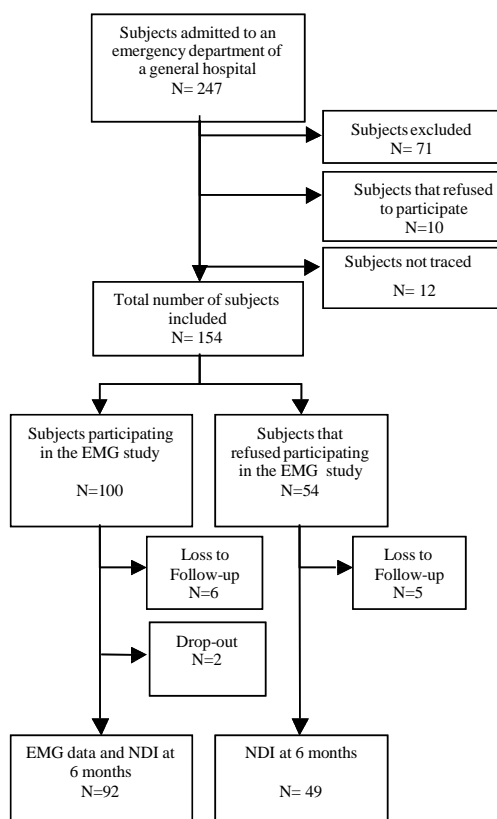 Subjects admitted to an
emergency department of
a general hospital
N= 247
Subjects excluded
N= 71
Subjects that refused
to participate
N=10
Subjects not traced
N= 12
Total number of subjects
included
N= 154
Subjects participating
in the EMG study
N=100
Subjects that
refused participating
in the EMG study
N=54
Loss to
Follow-up
N=6
Loss to
Follow-up
N=5
Drop-out
N=2
EMG data and NDI at
6 months
N=92
NDI at 6 months
N= 49